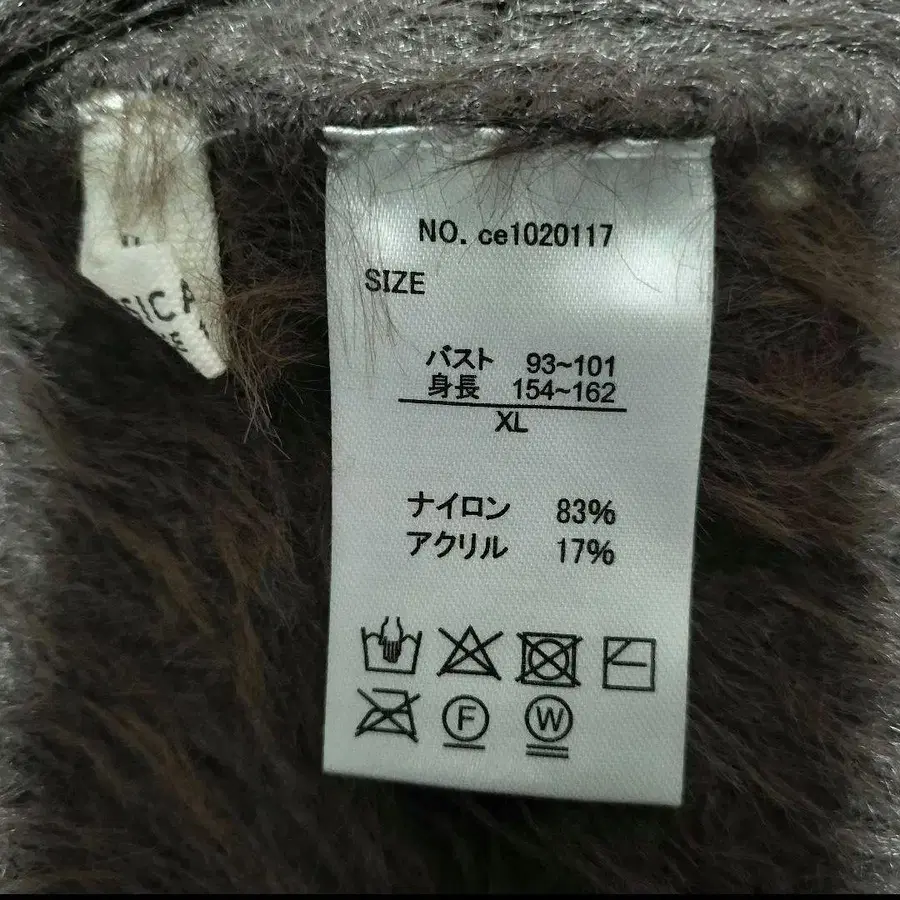 NO. ce1020117
SIZE
バスト 93~101
身長 154~162
XL
ナイロン 83%
アクリル 17%
F W